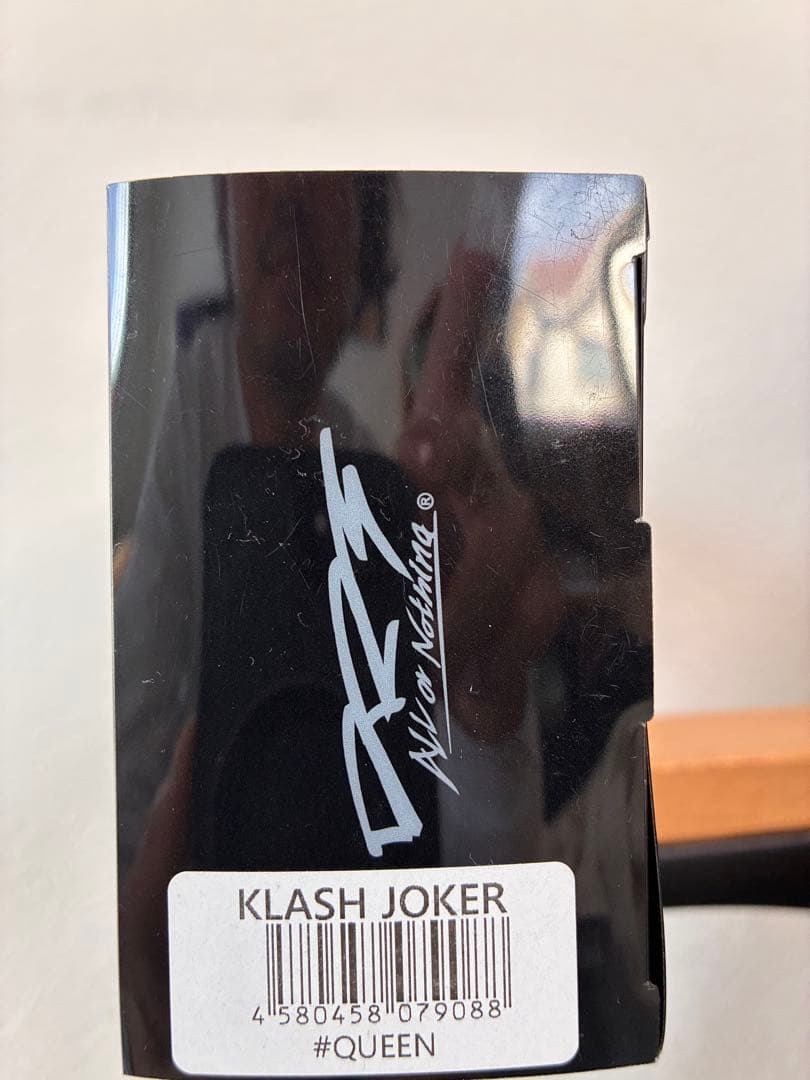 All or Nothing ®
KLASH JOKER
4 580458 079088
#QUEEN